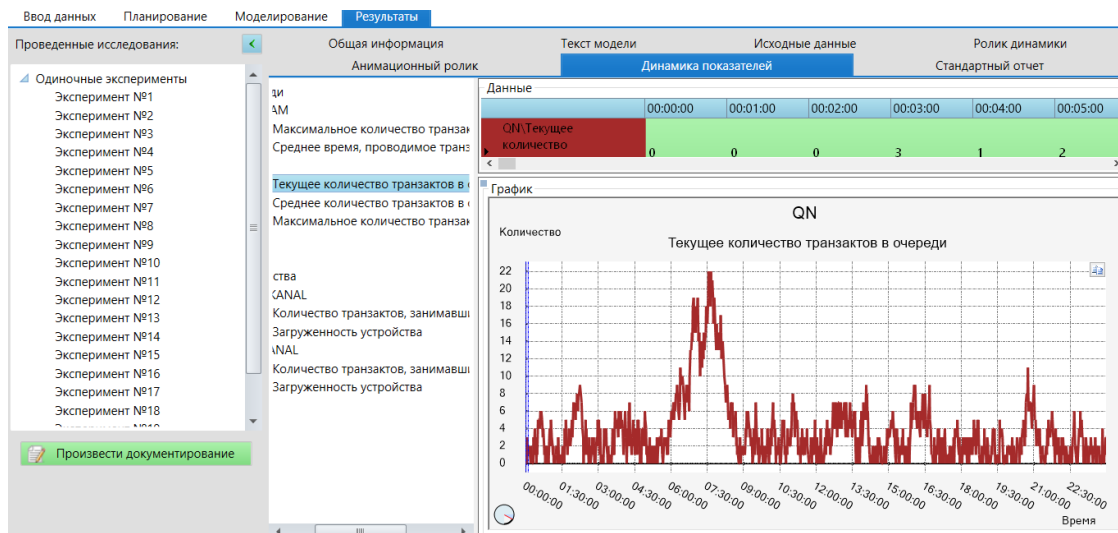 Ввод данных Планирование Моделирование Результаты
Проведенные исследования:
Одиночные эксперименты
Эксперимент №1
Эксперимент №2
Эксперимент №3
Эксперимент №4
Эксперимент №5
Эксперимент №6
Эксперимент №7
Эксперимент №8
Эксперимент №9
Эксперимент №10
Эксперимент №11
Эксперимент №12
Эксперимент №13
Эксперимент №14
Эксперимент №15
Эксперимент №16
Эксперимент №17
Эксперимент №18
Произвести документирование
Общая информация Текст модели Исходные данные Ролик динамики
Анимационный ролик Динамика показателей Стандартный отчет
Максимальное количество транзак
Среднее время, проводимое транз
Текущее количество транзактов в
Среднее количество транзактов в
Максимальное количество транзак
ства
KANAL
Количество транзактов, занимавши
Загруженность устройства
Количество транзактов, занимавши
Загруженность устройства
Данные
00:00:00 00:01:00 00:02:00 00:03:00 00:04:00 00:05:00
QN\Текущее
количество
0 0 0 3 1 2
График
QN
Количество
Текущее количество транзактов в очереди
22
20
18
16
14
12
10
8
6
4
2
0
00:00:00 01:30:00 03:00:00 04:30:00 06:00:00 07:30:00 09:00:00 10:30:00 12:00:00 13:30:00 15:00:00 16:30:00 18:00:00 19:30:00 21:00:00 22:30:00
Время